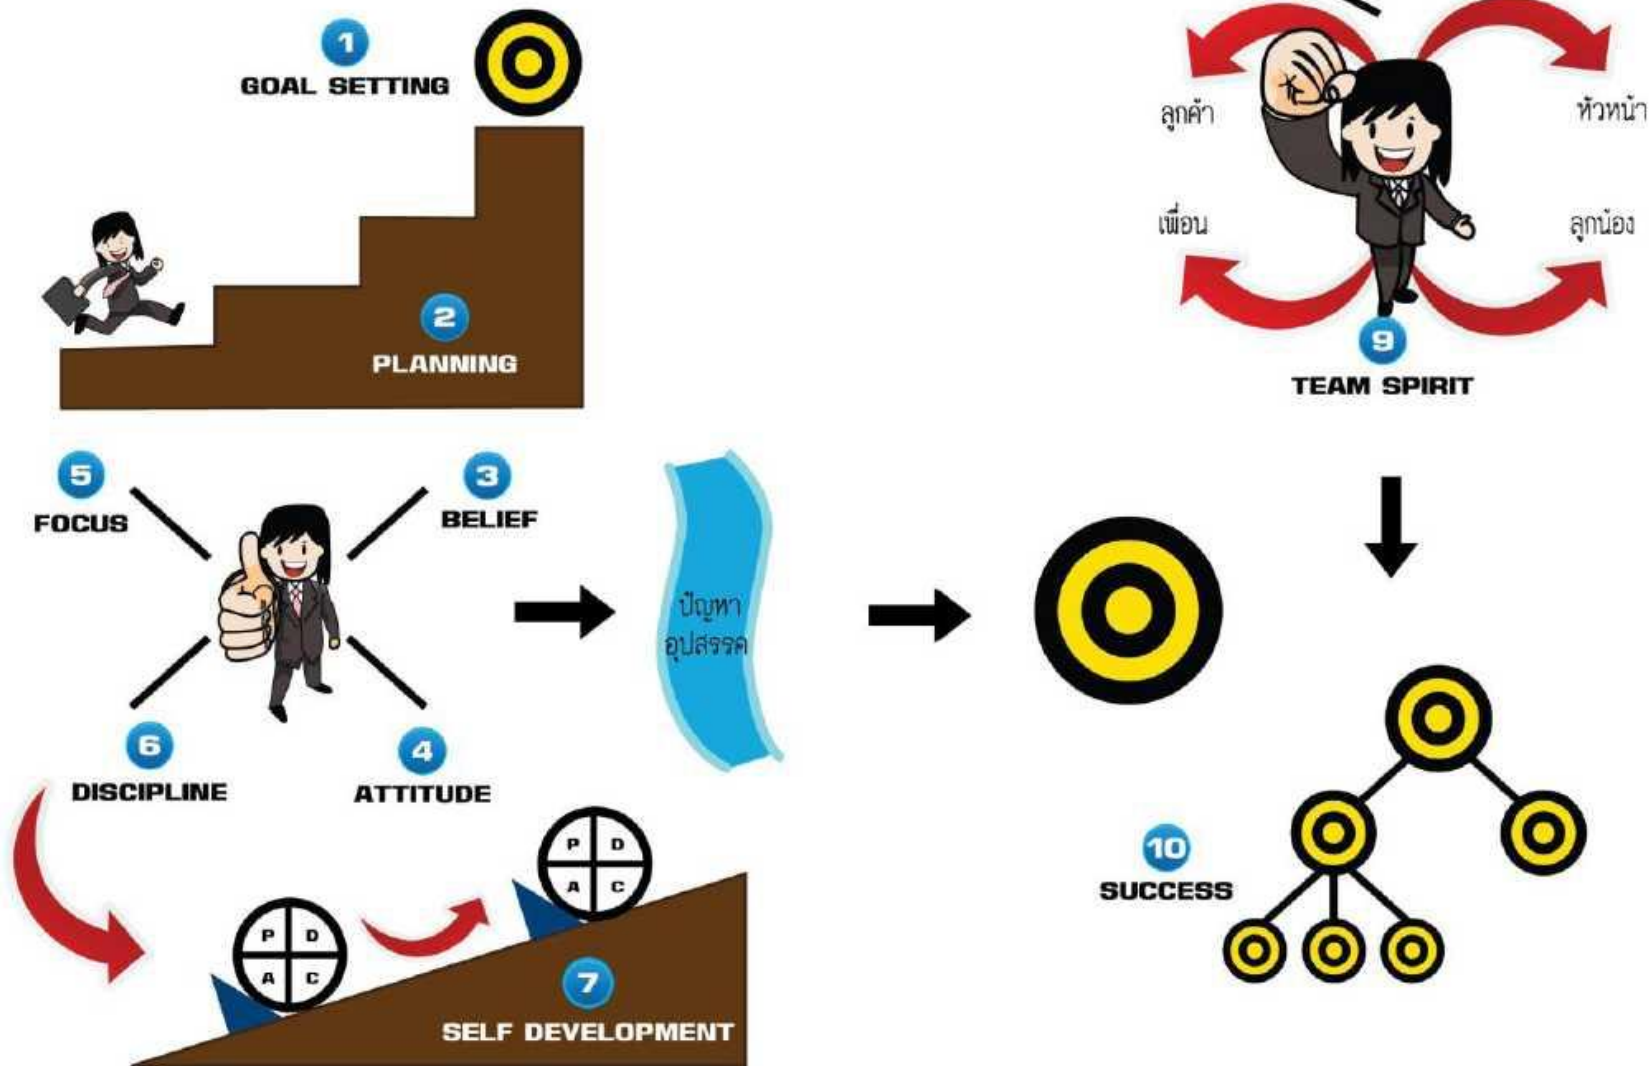 1
GOAL SETTING
2
PLANNING
5
FOCUS
3
BELIEF
6
DISCIPLINE
4
ATTITUDE
ปัญหา
อุปสรรค
P D
A C
P D
A C
7
SELF DEVELOPMENT
ลูกค้า
หัวหน้า
เพื่อน
ลูกน้อง
9
TEAM SPIRIT
10
SUCCESS